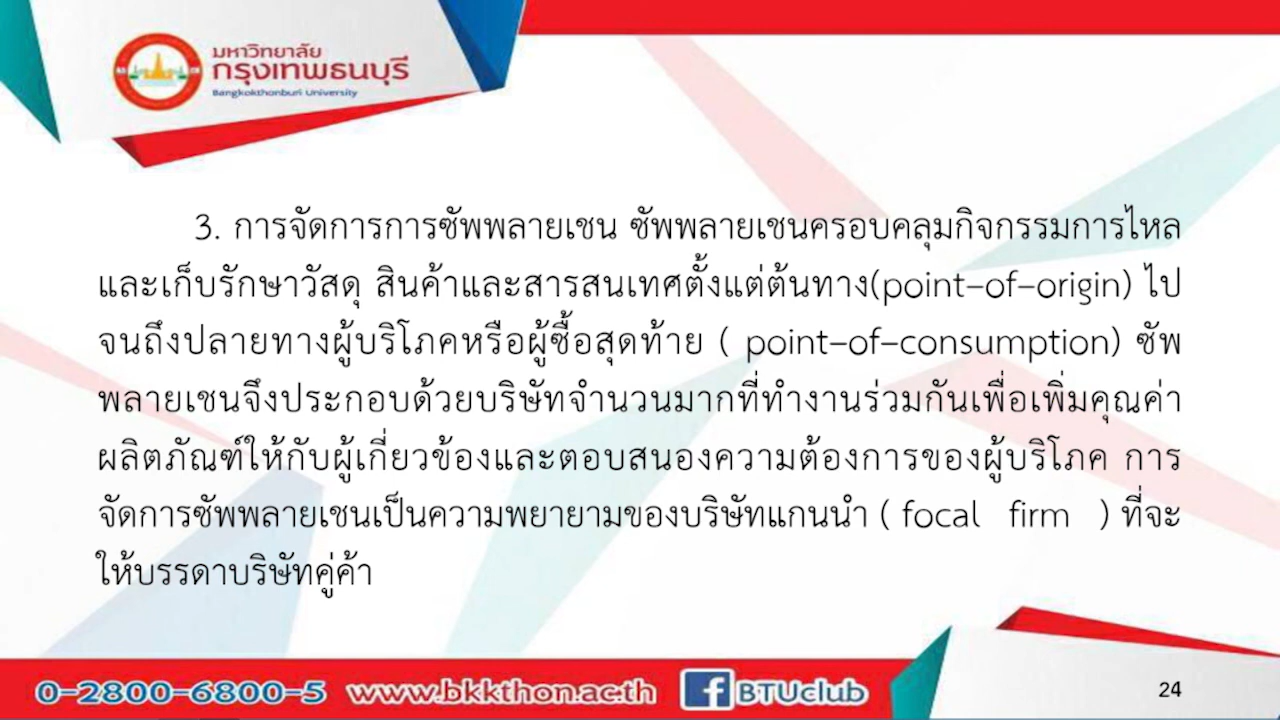 มหาวิทยาลัย
กรุงเทพธนบุรี
Bangkokthonburi University
3. การจัดการการซัพพลายเชน ซัพพลายเชนครอบคลุมกิจกรรมการไหล
และเก็บรักษาวัสดุ สินค้าและสารสนเทศตั้งแต่ต้นทาง(point-of-origin) ไป
จนถึงปลายทางผู้บริโภคหรือผู้ซื้อสุดท้าย ( point-of-consumption) ซัพ
พลายเชนจึงประกอบด้วยบริษัทจำนวนมากที่ทำงานร่วมกันเพื่อเพิ่มคุณค่า
ผลิตภัณฑ์ให้กับผู้เกี่ยวข้องและตอบสนองความต้องการของผู้บริโภค การ
จัดการซัพพลายเชนเป็นความพยายามของบริษัทแกนนำ ( focal firm ) ที่จะ
ให้บรรดาบริษัทคู่ค้า
0-2800-6800-5 www.bkkthon.ac.th BTUclub
24